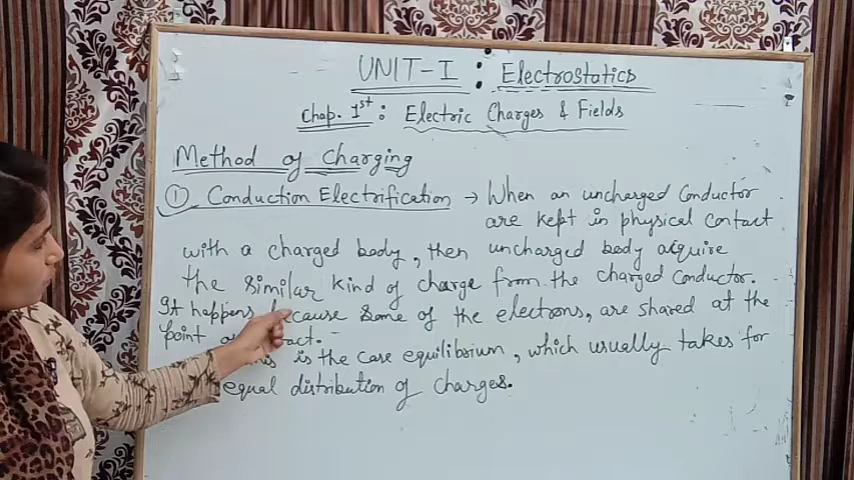 UNIT-I : Electrostatics
Chap. 1st : Electric Charges & Fields
Method of Charging
① Conduction Electrification → When an uncharged Conductor
are kept in physical contact
with a charged body, then uncharged body acquire
the similar kind of charge from the charged Conductor.
It happens because some of the electrons, are shared at the
point
is the case equilibrium, which usually takes for
equal distribution of charges.